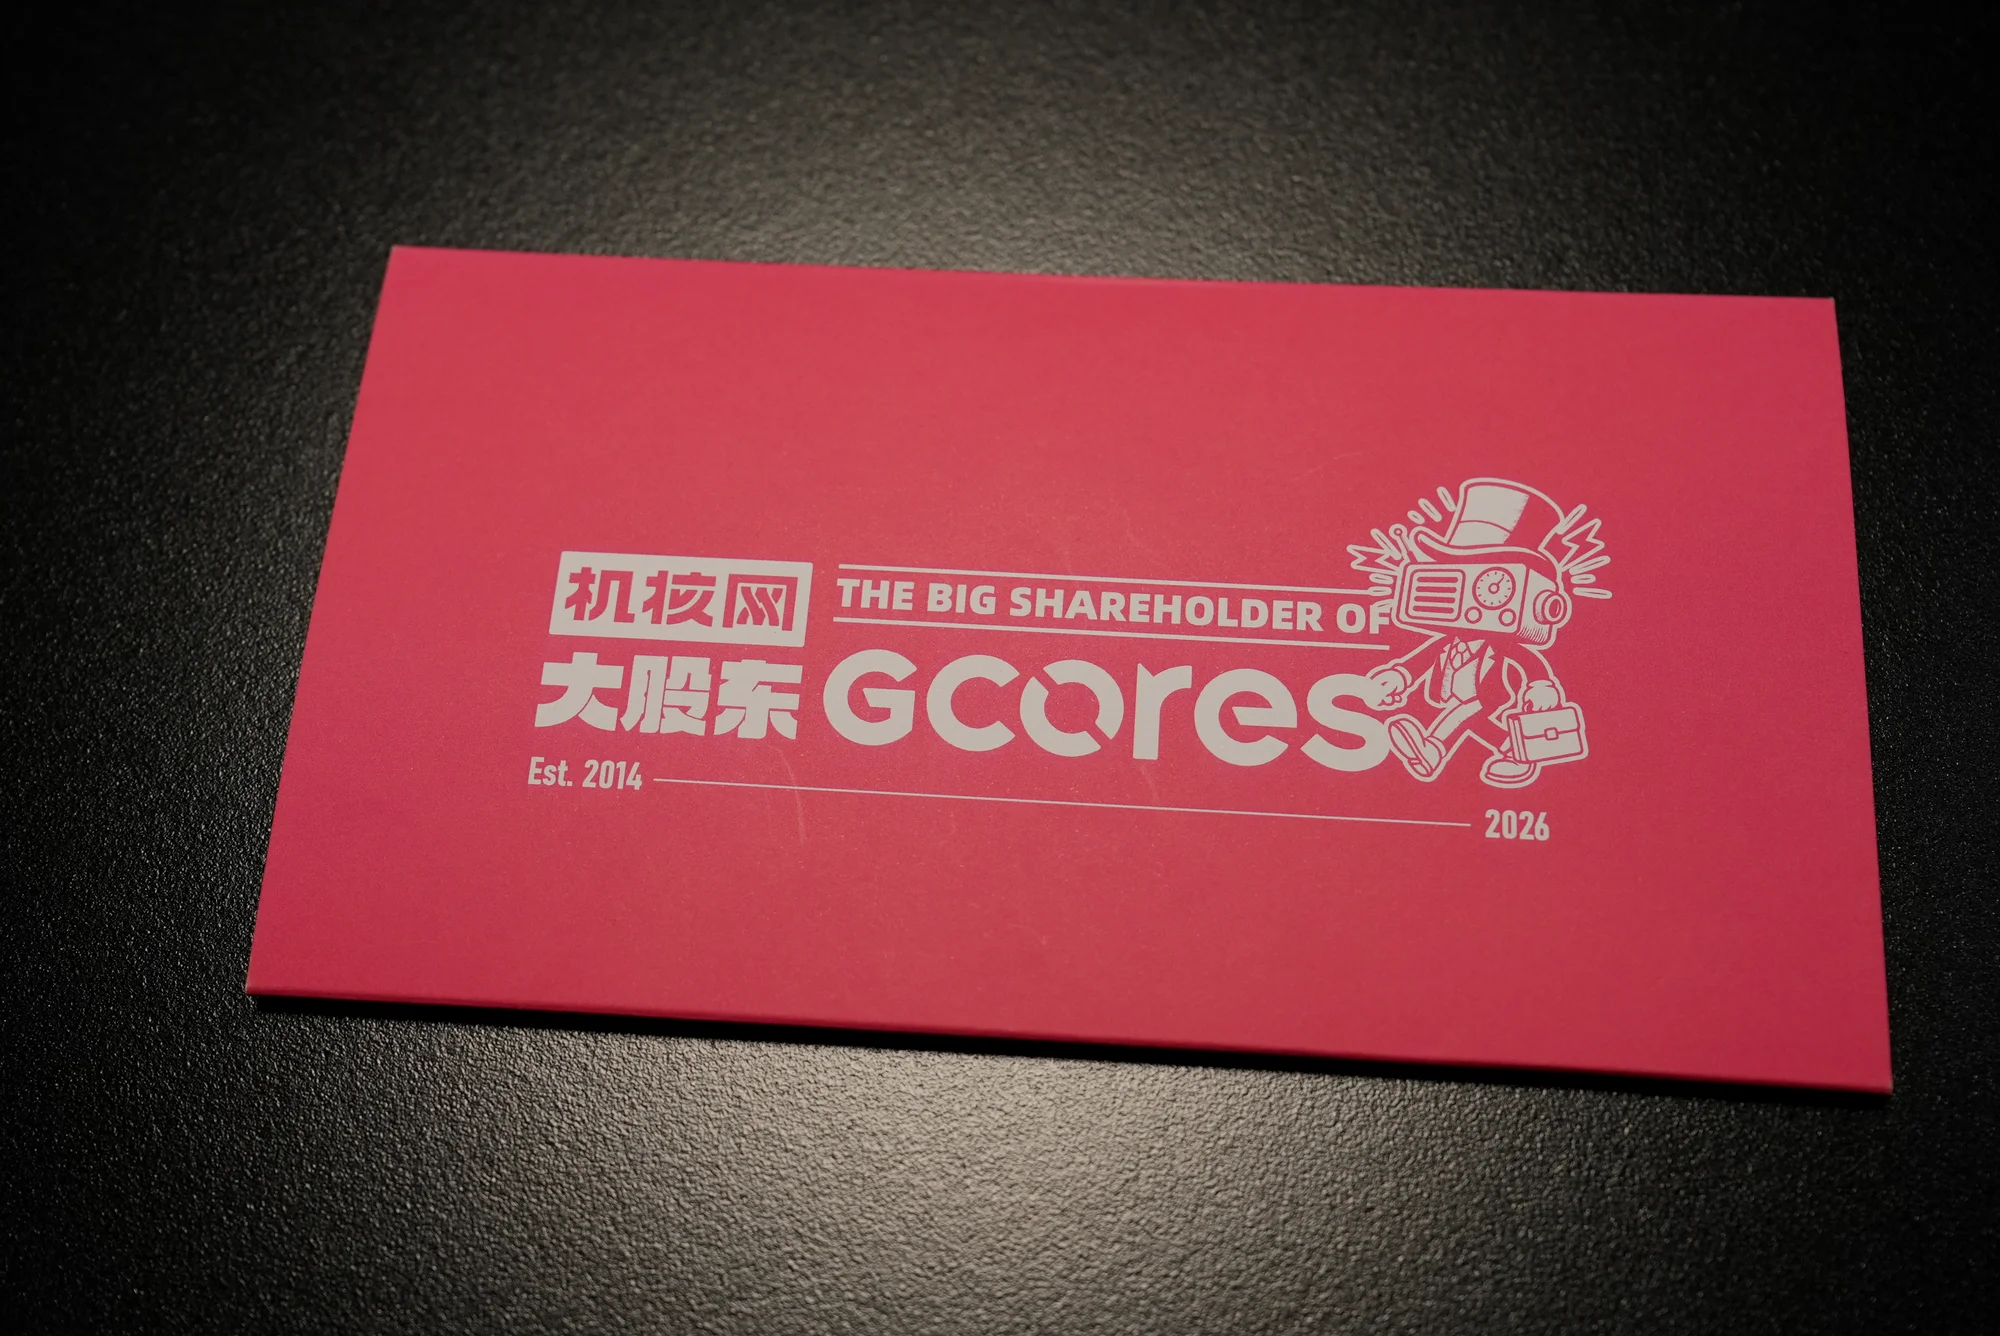 机核网
大股东
THE BIG SHAREHOLDER OF
GCORES
Est. 2014
2026